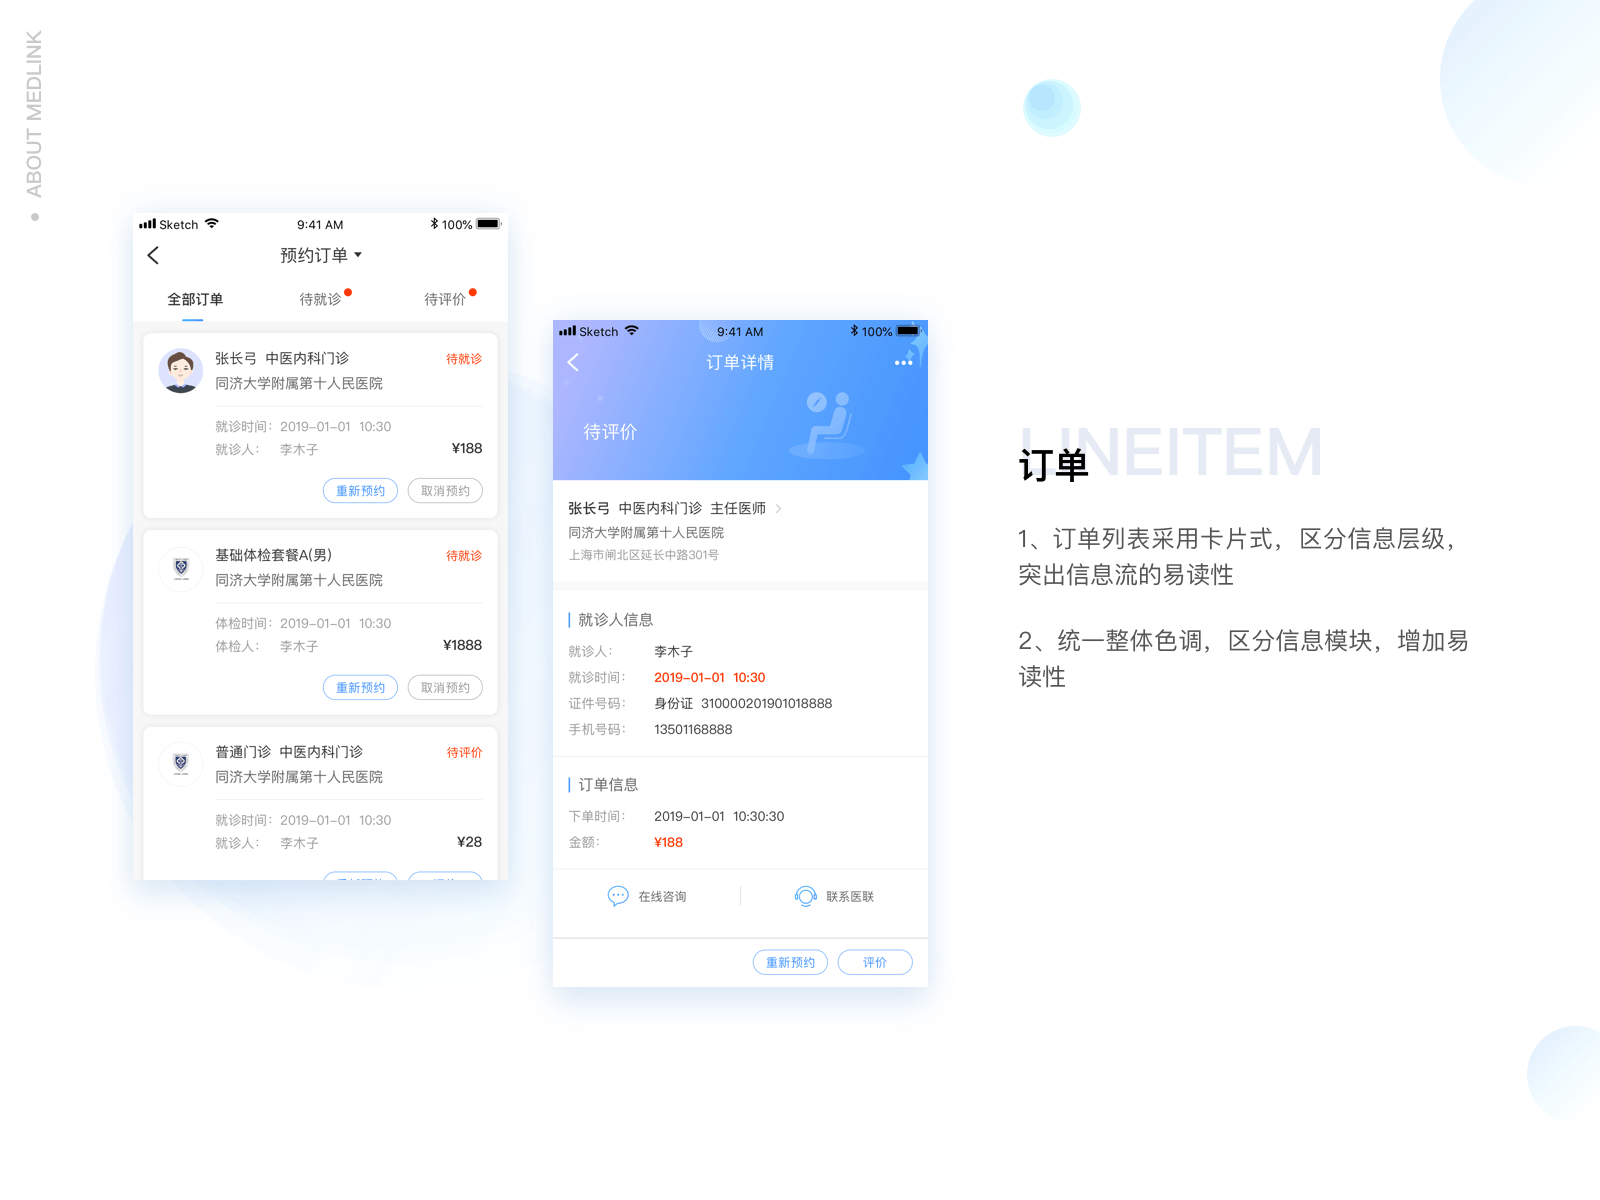 ABOUT MEDLINK
Sketch 9:41 AM 100%
预约订单
全部订单 待就诊 待评价
张长弓 中医内科门诊 待就诊
同济大学附属第十人民医院
就诊时间： 2019-01-01 10:30
就诊人： 李木子 ¥188
重新预约 取消预约
基础体检套餐A(男) 待就诊
同济大学附属第十人民医院
体检时间： 2019-01-01 10:30
体检人： 李木子 ¥1888
重新预约 取消预约
普通门诊 中医内科门诊 待评价
同济大学附属第十人民医院
就诊时间： 2019-01-01 10:30
就诊人： 李木子 ¥28
Sketch 9:41 AM 100%
订单详情
待评价
张长弓 中医内科门诊 主任医师
同济大学附属第十人民医院
上海市闸北区延长中路301号
就诊人信息
就诊人： 李木子
就诊时间： 2019-01-01 10:30
证件号码： 身份证 310000201901018888
手机号码： 13501168888
订单信息
下单时间： 2019-01-01 10:30:30
金额： ¥188
在线咨询 联系医联
重新预约 评价
LINEITEM
订单
1、订单列表采用卡片式，区分信息层级，
突出信息流的易读性
2、统一整体色调，区分信息模块，增加易
读性